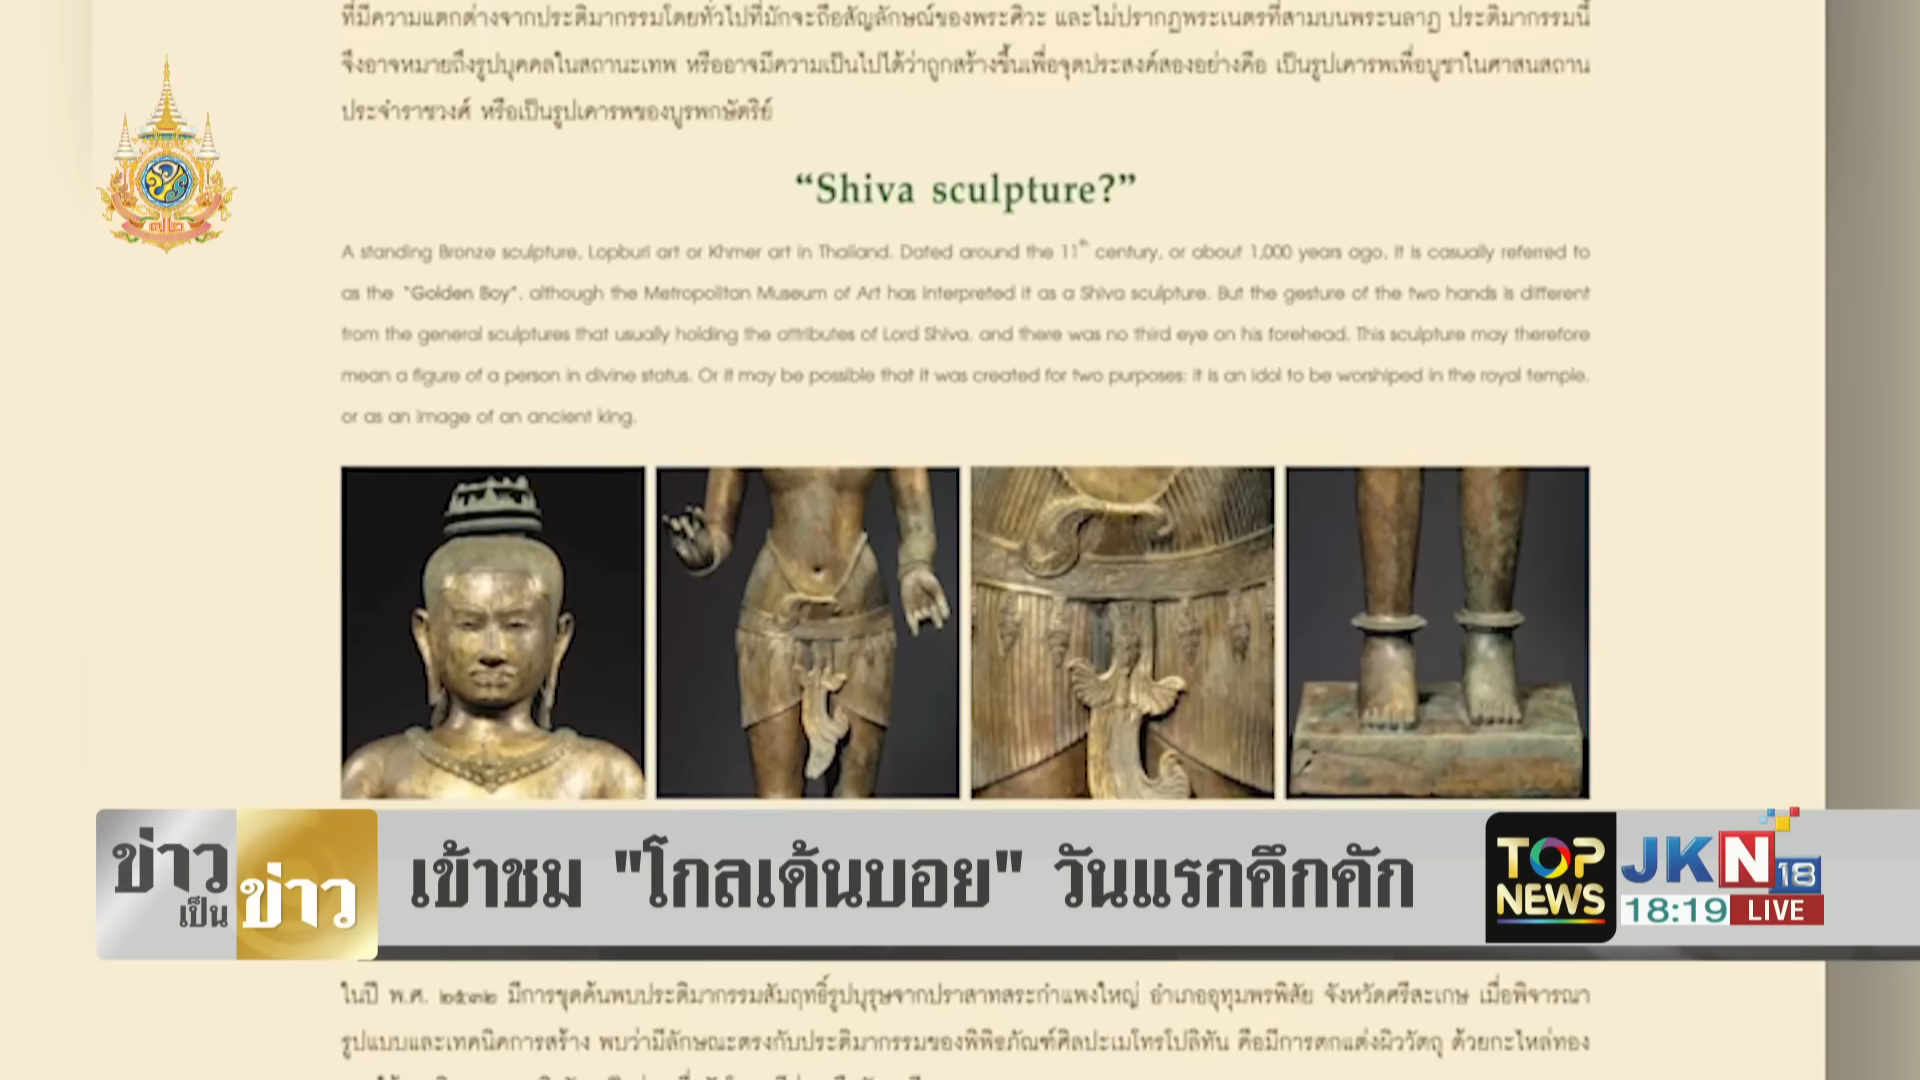 ที่มีความแตกต่างจากประติมากรรมโดยทั่วไปที่มักจะถือสัญลักษณ์ของพระศิวะ และไม่ปรากฏพระเนตรที่สามบนพระนลาฏ ประติมากรรมนี้
จึงอาจหมายถึงรูปบุคคลในสถานะเทพ หรืออาจมีความเป็นไปได้ว่าถูกสร้างขึ้นเพื่อจุดประสงค์สองอย่างคือ เป็นรูปเคารพเพื่อบูชาในศาสนสถาน
ประจำราชวงศ์ หรือเป็นรูปเคารพของบูรพกษัตริย์
“Shiva sculpture?”
A standing Bronze sculpture, Lopburi art or Khmer art in Thailand. Dated around the 11th century, or about 1,000 years ago, it is casually referred to
as the "Golden Boy", although the Metropolitan Museum of Art has interpreted it as a Shiva sculpture. But the gesture of the two hands is different
from the general sculptures that usually holding the attributes of Lord Shiva, and there was no third eye on his forehead. This sculpture may therefore
mean a figure of a person in divine status. Or it may be possible that it was created for two purposes: it is an idol to be worshiped in the royal temple,
or as an image of an ancient king.
ข่าว
เป็น
ข่าว
เข้าชม "โกลเด้นบอย" วันแรกคึกคัก
TOP
NEWS
JKN
18
18:19 LIVE
ในปี พ.ศ. ๒๕๓๒ มีการขุดค้นพบประติมากรรมสัมฤทธิ์รูปบุรุษจากปราสาทสระกำแพงใหญ่ อำเภออุทุมพรพิสัย จังหวัดศรีสะเกษ เมื่อพิจารณา
รูปแบบและเทคนิคการสร้าง พบว่ามีลักษณะตรงกับประติมากรรมของพิพิธภัณฑ์ศิลปะเมโทรโปลิทัน คือมีการตกแต่งผิววัตถุ ด้วยกะไหล่ทอง